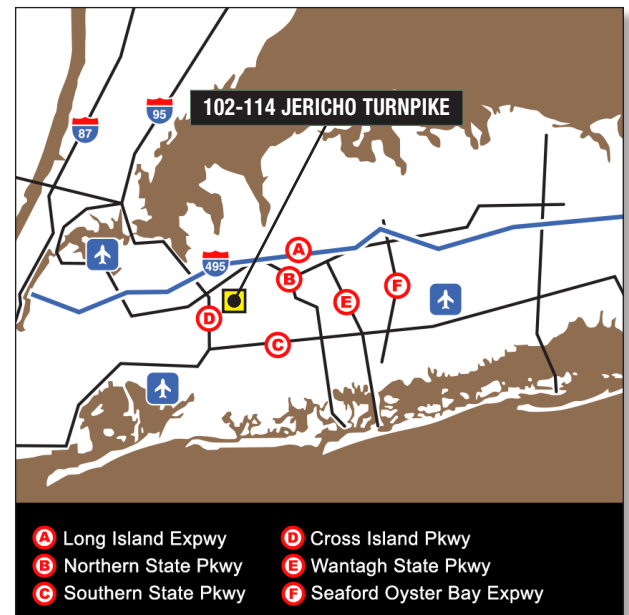 95
87
102-114 JERICHO TURNPIKE
A
495
B
F
E
D
C
A Long Island Expwy
B Northern State Pkwy
C Southern State Pkwy
D Cross Island Pkwy
E Wantagh State Pkwy
F Seaford Oyster Bay Expwy